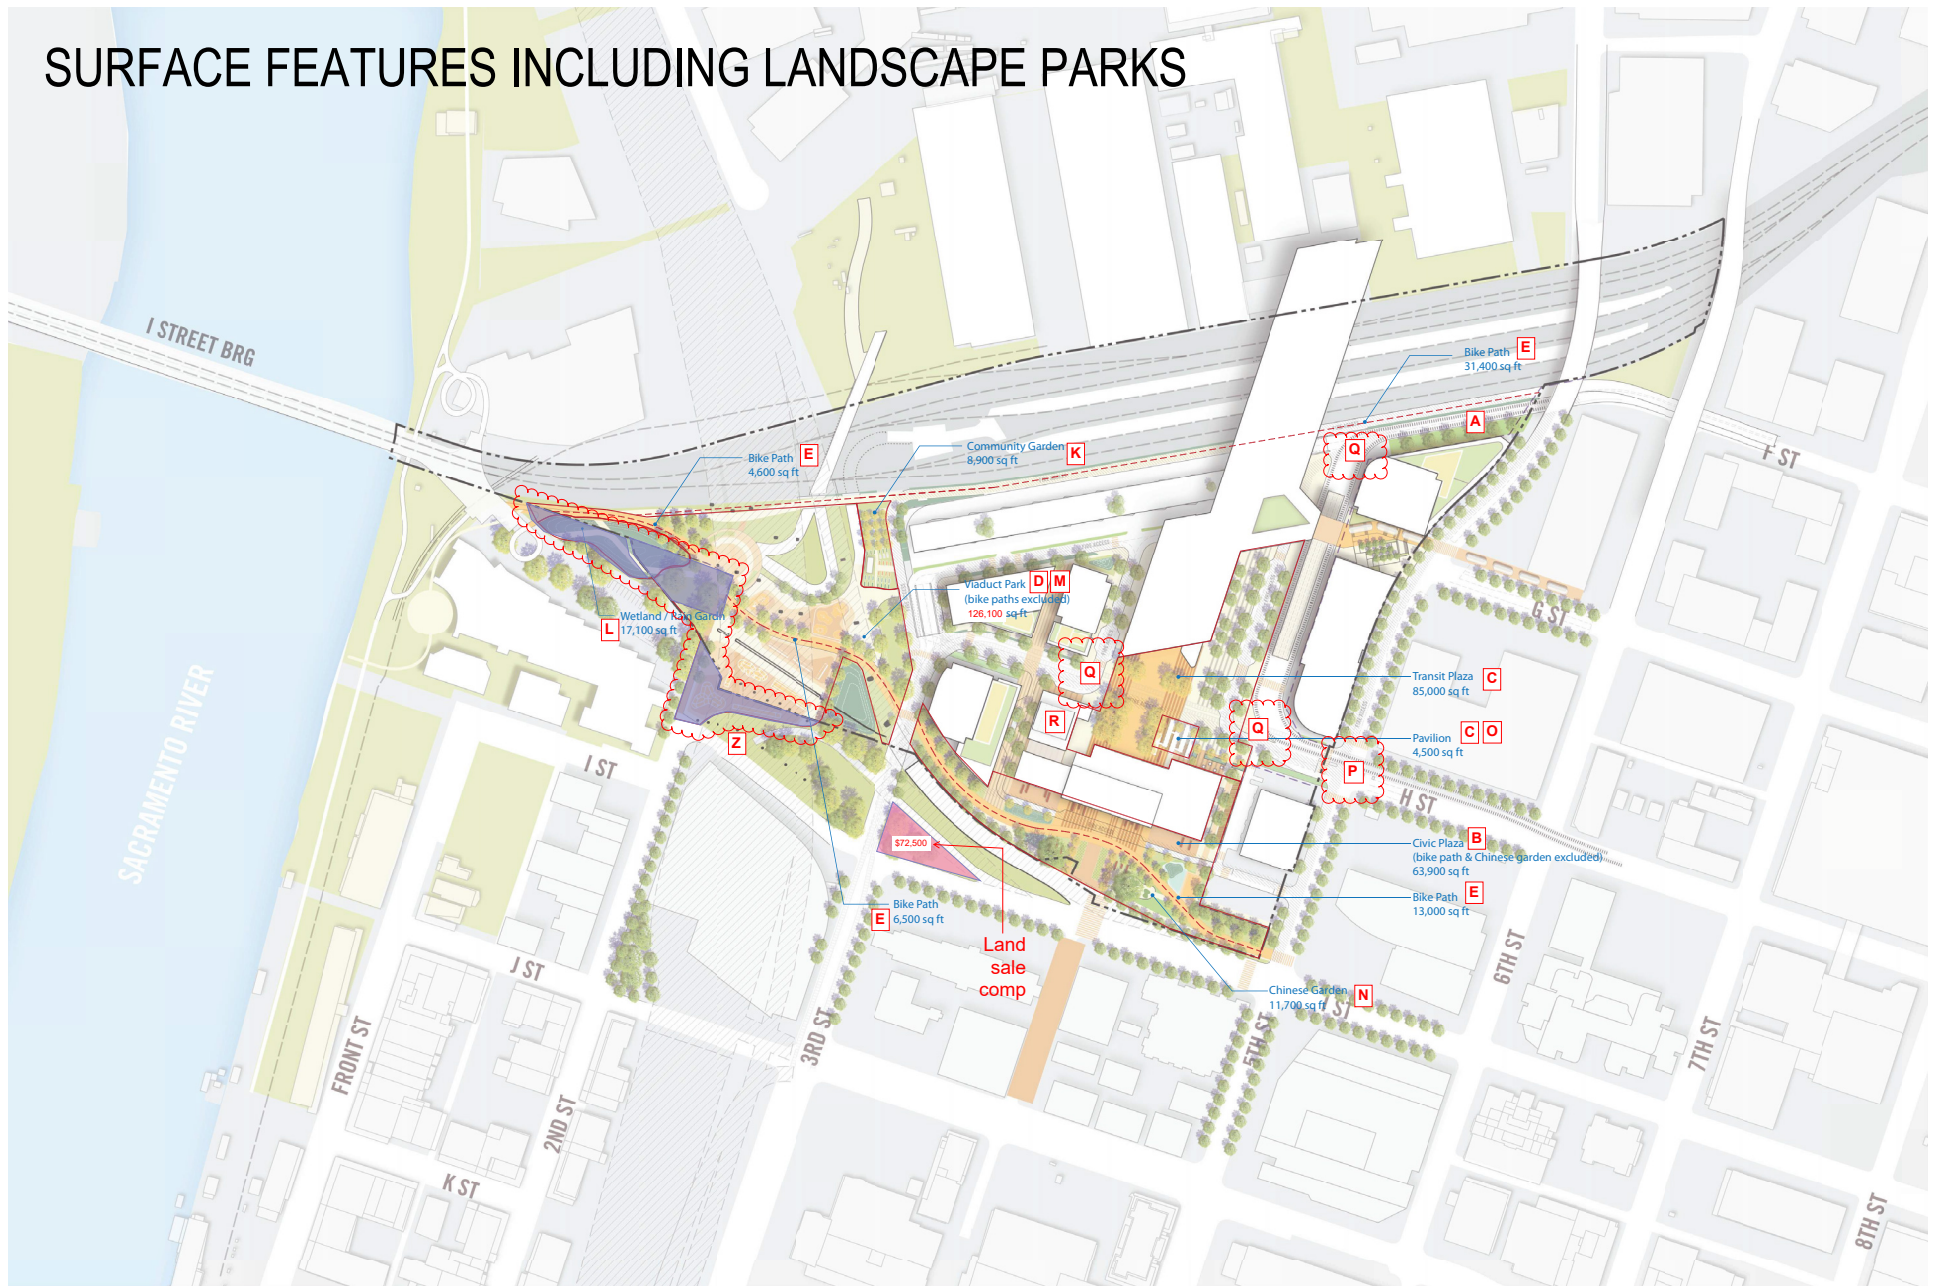 SURFACE FEATURES INCLUDING LANDSCAPE PARKS
I STREET BRG
SACRAMENTO RIVER
Bike Path E
31,400 sq ft
A
Q
F ST
Bike Path E
4,600 sq ft
Community Garden K
8,900 sq ft
Viaduct Park D M
(bike paths excluded)
126,100 sq ft
Wetland / Rain Gardn
L 17,100 sq ft
G ST
Q
R
Q
P
Transit Plaza C
85,000 sq ft
Pavilion C O
4,500 sq ft
Z
I ST
H ST
$72,500
Civic Plaza B
(bike path & Chinese garden excluded)
63,900 sq ft
Bike Path E
13,000 sq ft
Bike Path
E 6,500 sq ft
Land
sale
comp
Chinese Garden N
11,700 sq ft
I ST
J ST
K ST
FRONT ST
2ND ST
3RD ST
5TH ST
6TH ST
7TH ST
8TH ST